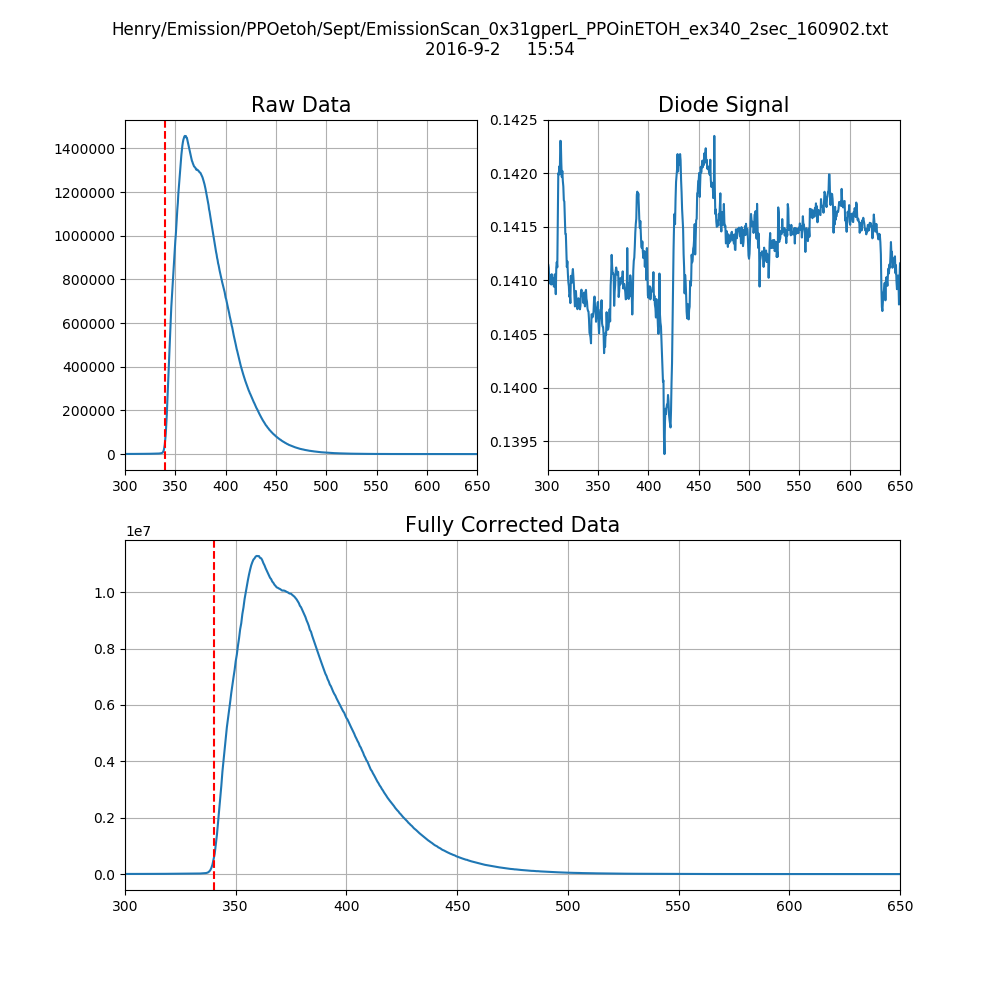 Henry/Emission/PPOetoh/Sept/EmissionScan_0x31gperL_PPOinETOH_ex340_2sec_160902.txt
2016-9-2 15:54
Raw Data
1400000
1200000
1000000
800000
600000
400000
200000
0
300 350 400 450 500 550 600 650
Diode Signal
0.1425
0.1420
0.1415
0.1410
0.1405
0.1400
0.1395
300 350 400 450 500 550 600 650
Fully Corrected Data
1e7
1.0
0.8
0.6
0.4
0.2
0.0
300 350 400 450 500 550 600 650